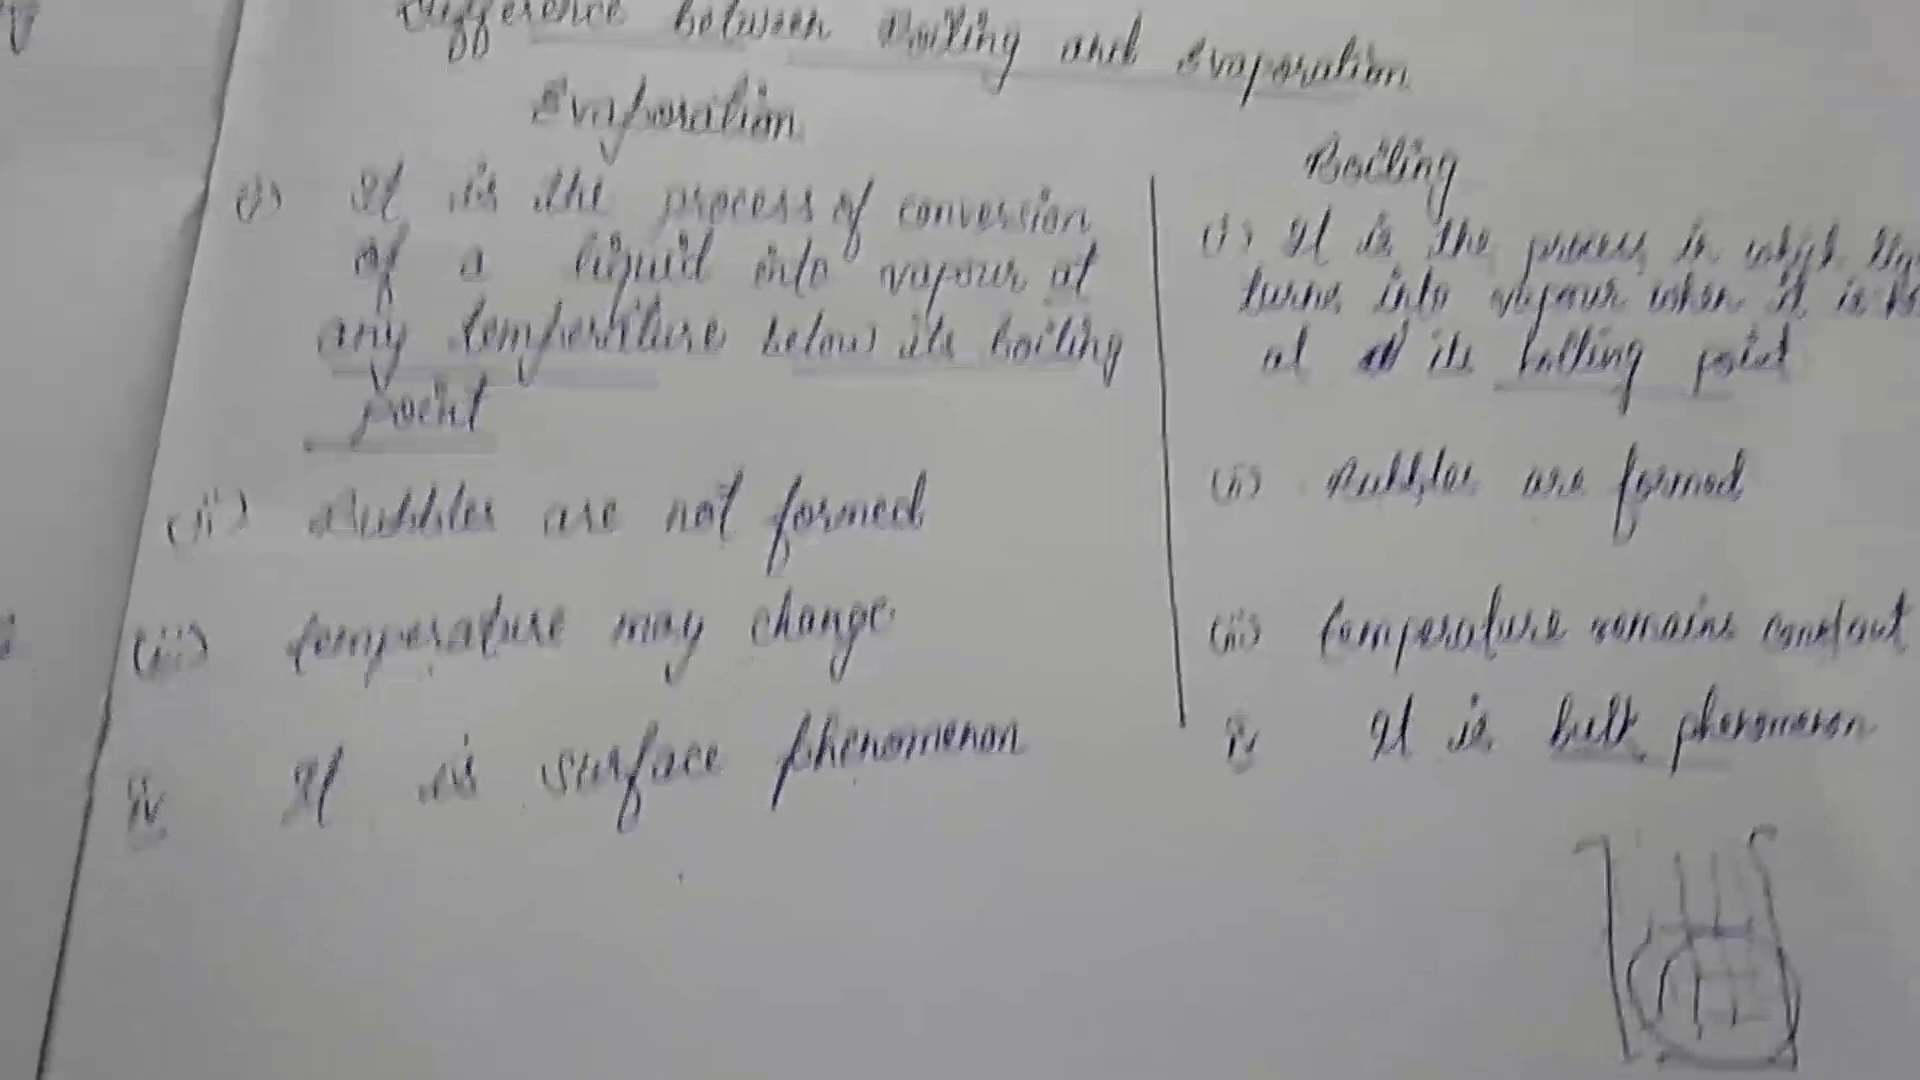 Difference between Boiling and Evaporation
Evaporation
(i) It is the process of conversion
of a liquid into vapour at
any temperature below its boiling
point
(ii) Bubbles are not formed
(iii) temperature may change
iv It is surface phenomenon
Boiling
(i) It is the process in which
turns into vapour when it is
at its boiling point
(ii) Bubbles are formed
(iii) temperature remains constant
iv It is bulk phenomenon